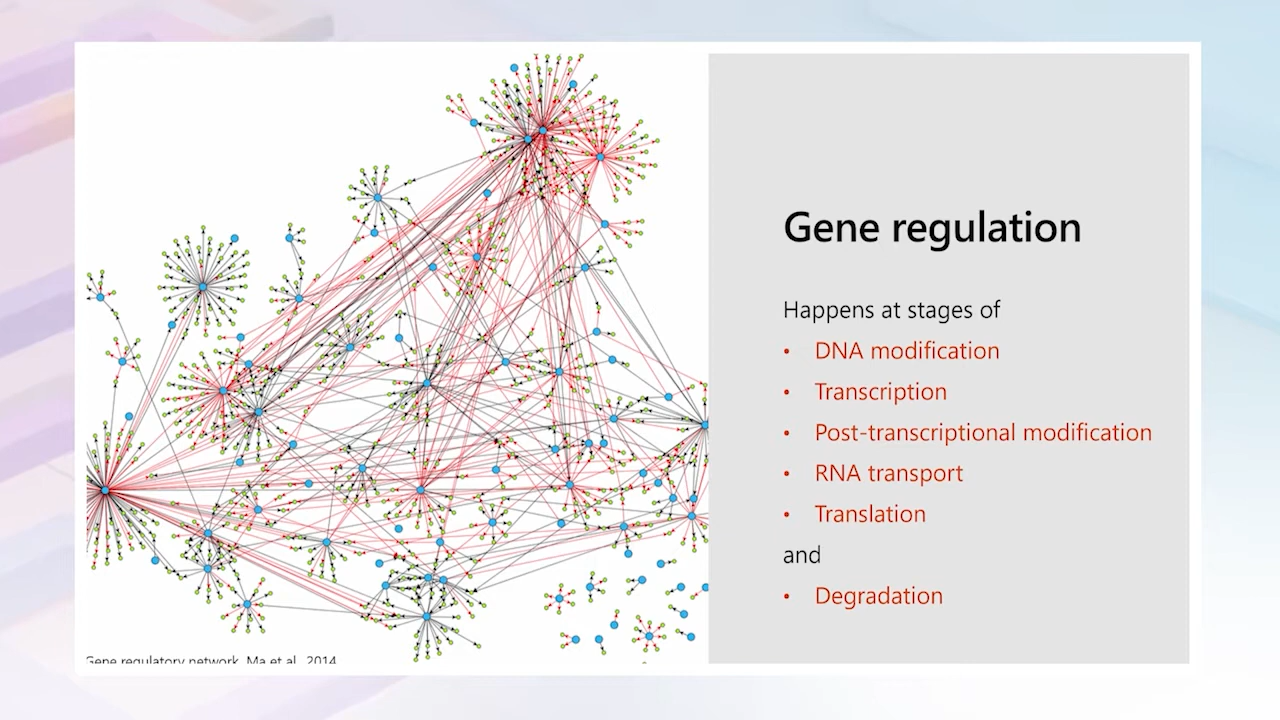 Gene regulation
Happens at stages of
• DNA modification
• Transcription
• Post-transcriptional modification
• RNA transport
• Translation
and
• Degradation
Gene regulatory network, Ma et al., 2014